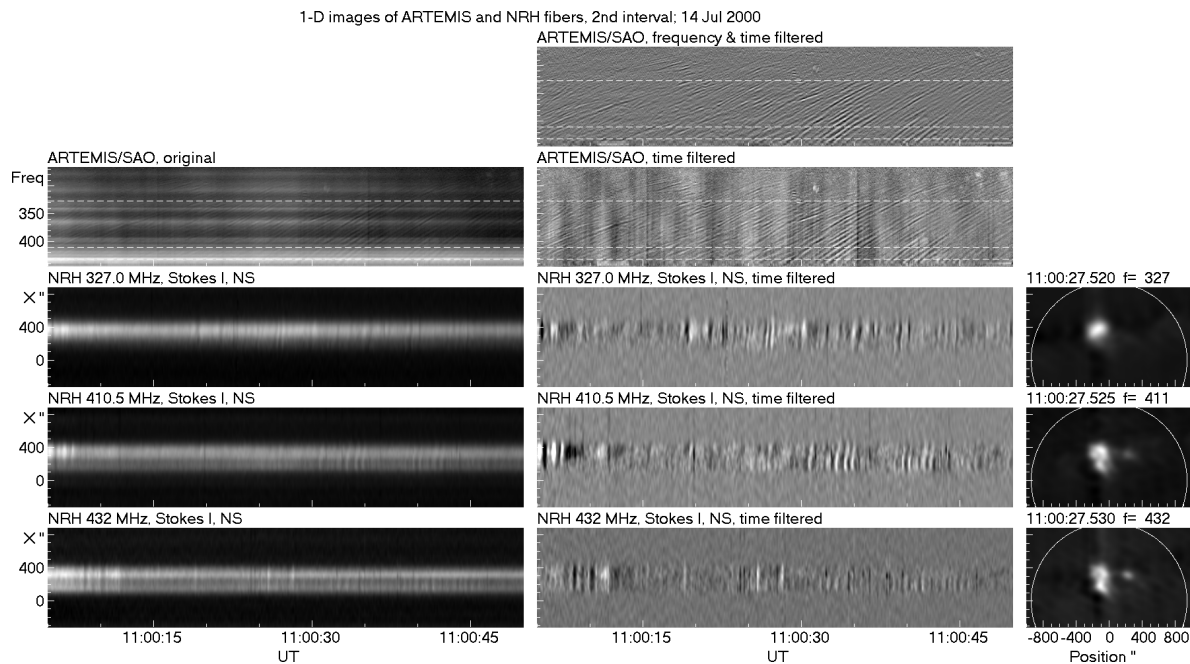 1-D images of ARTEMIS and NRH fibers, 2nd interval; 14 Jul 2000
ARTEMIS/SAO, frequency & time filtered
ARTEMIS/SAO, original
ARTEMIS/SAO, time filtered
Freq
350
400
NRH 327.0 MHz, Stokes I, NS
NRH 327.0 MHz, Stokes I, NS, time filtered
11:00:27.520 f= 327
X"
400
0
NRH 410.5 MHz, Stokes I, NS
NRH 410.5 MHz, Stokes I, NS, time filtered
11:00:27.525 f= 411
X"
400
0
NRH 432 MHz, Stokes I, NS
NRH 432 MHz, Stokes I, NS, time filtered
11:00:27.530 f= 432
X"
400
0
11:00:15 11:00:30 11:00:45
11:00:15 11:00:30 11:00:45
-800 -400 0 400 800
UT
UT
Position "